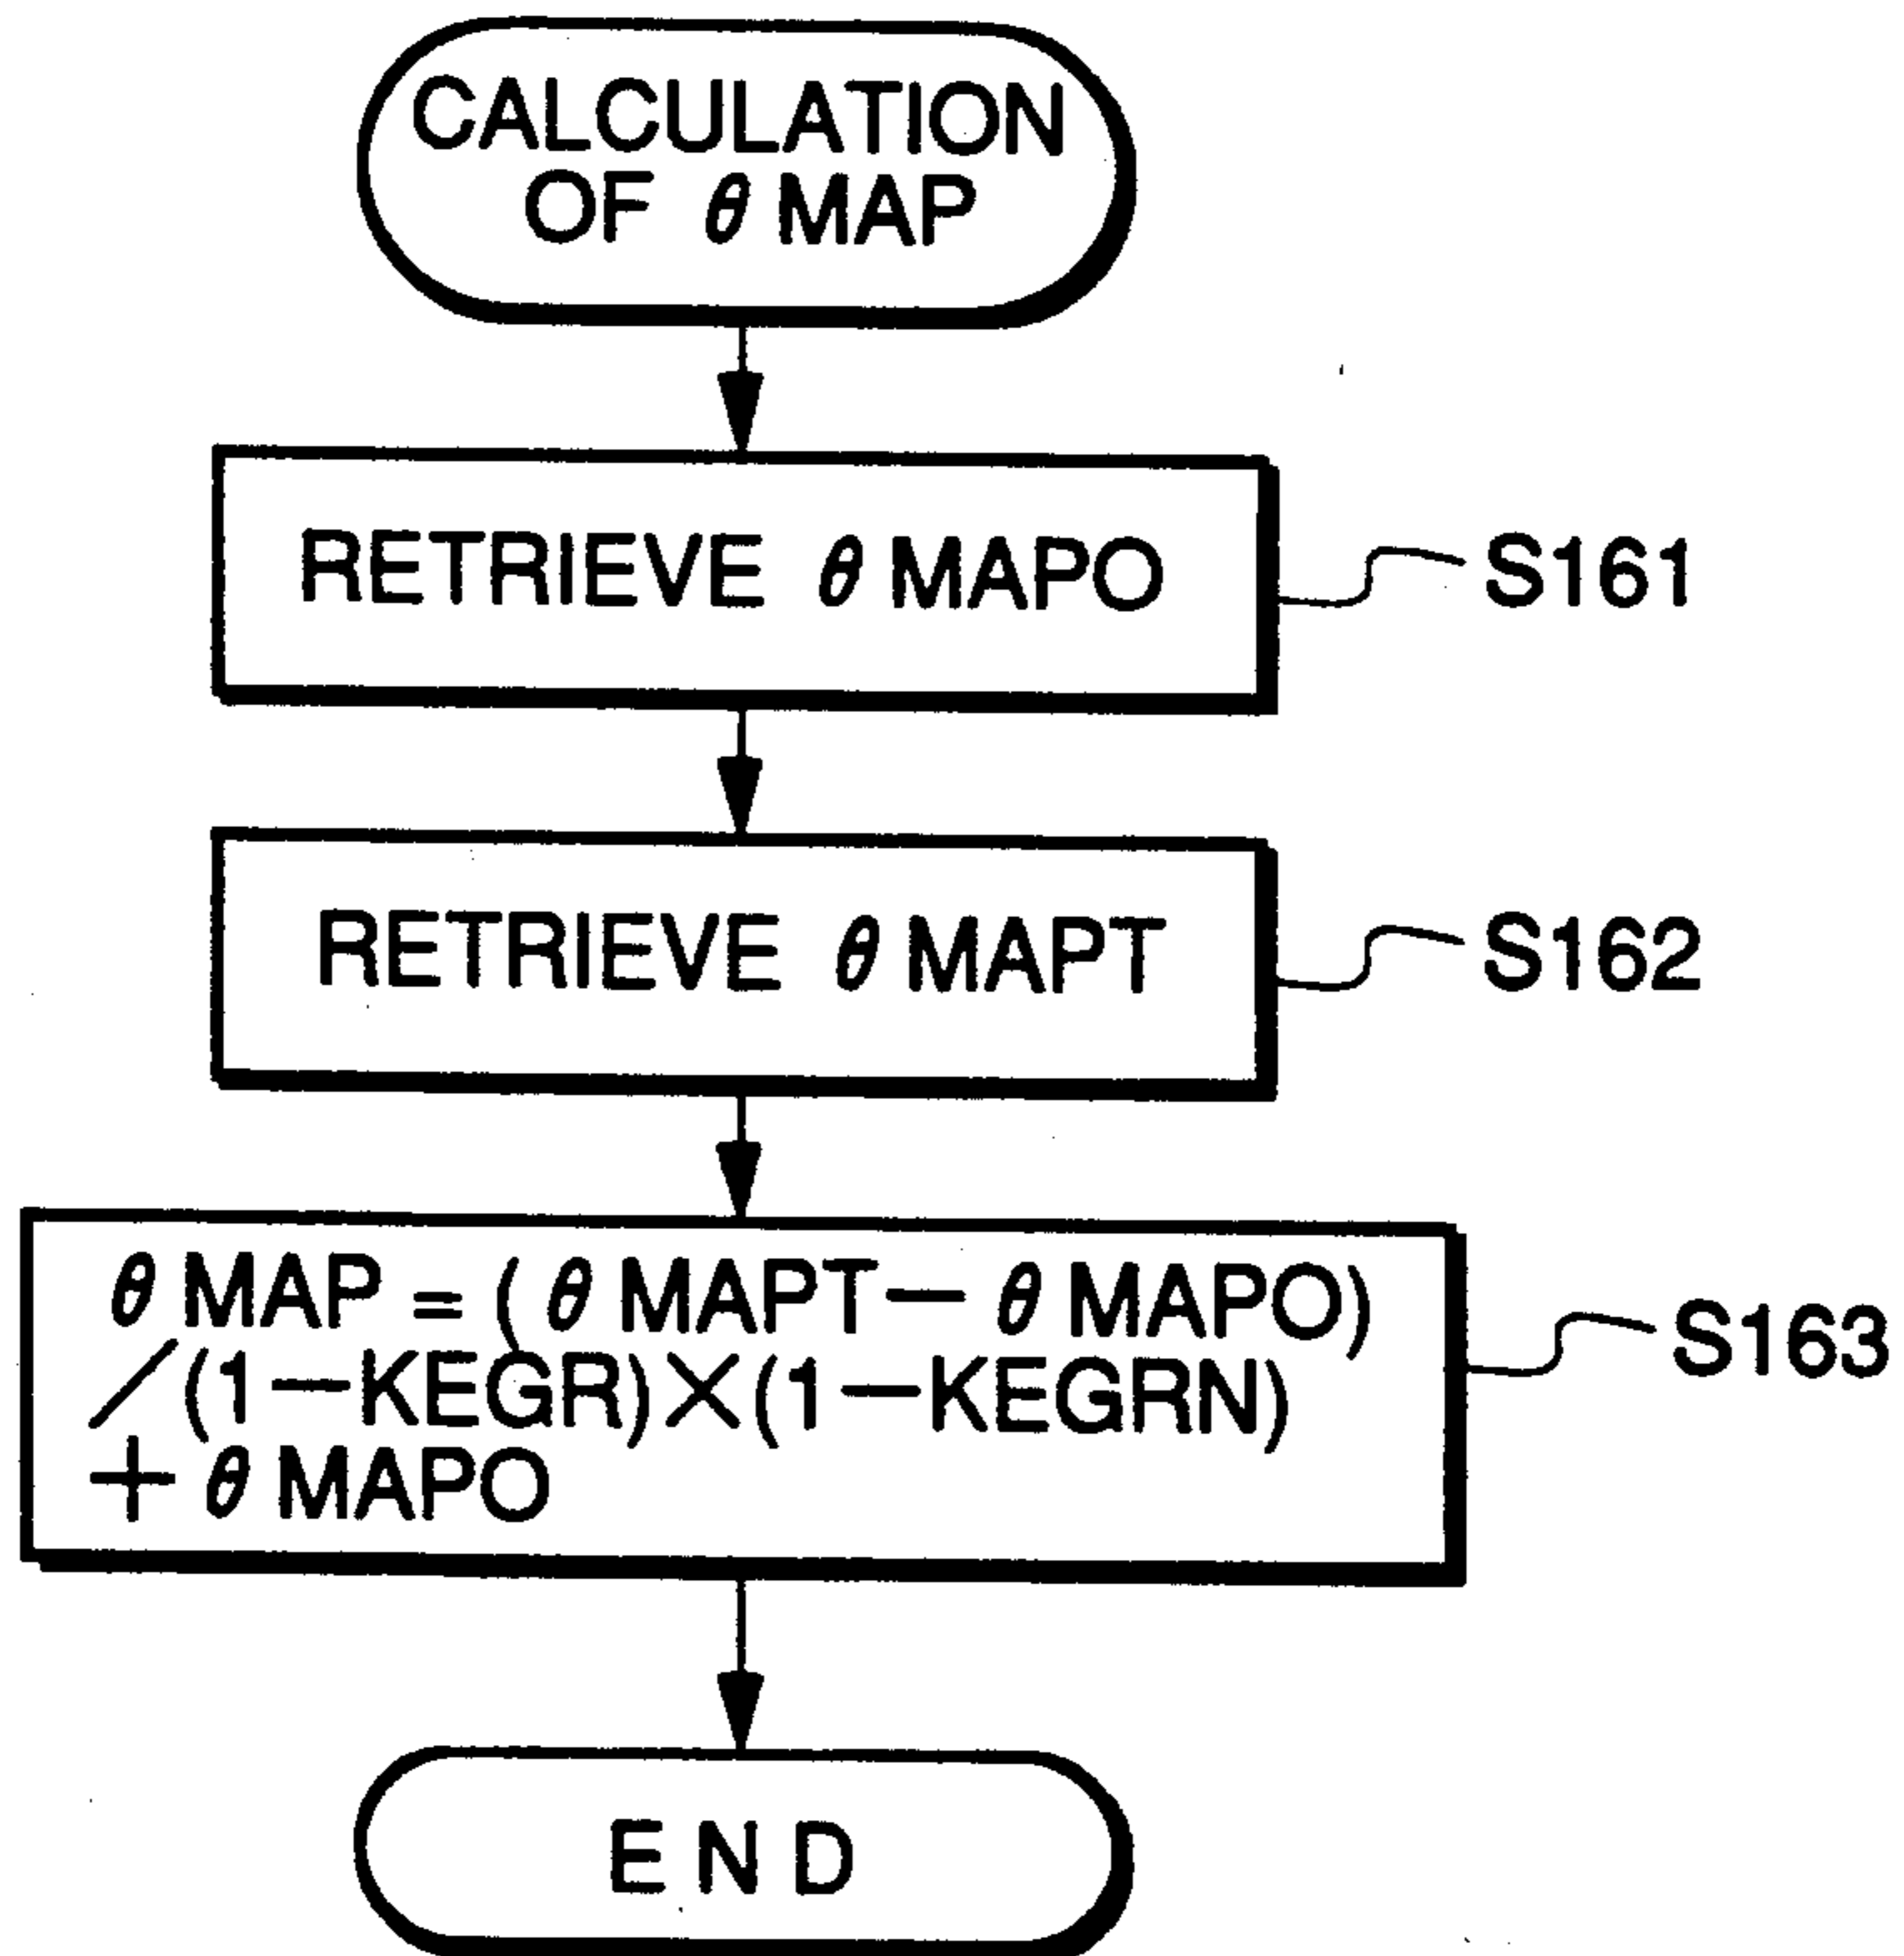 CALCULATION
OF θ MAP
RETRIEVE θ MAPO
S161
RETRIEVE θ MAPT
S162
θ MAP = (θ MAPT− θ MAPO)
/(1−KEGR)×(1−KEGRN)
+ θ MAPO
S163
END